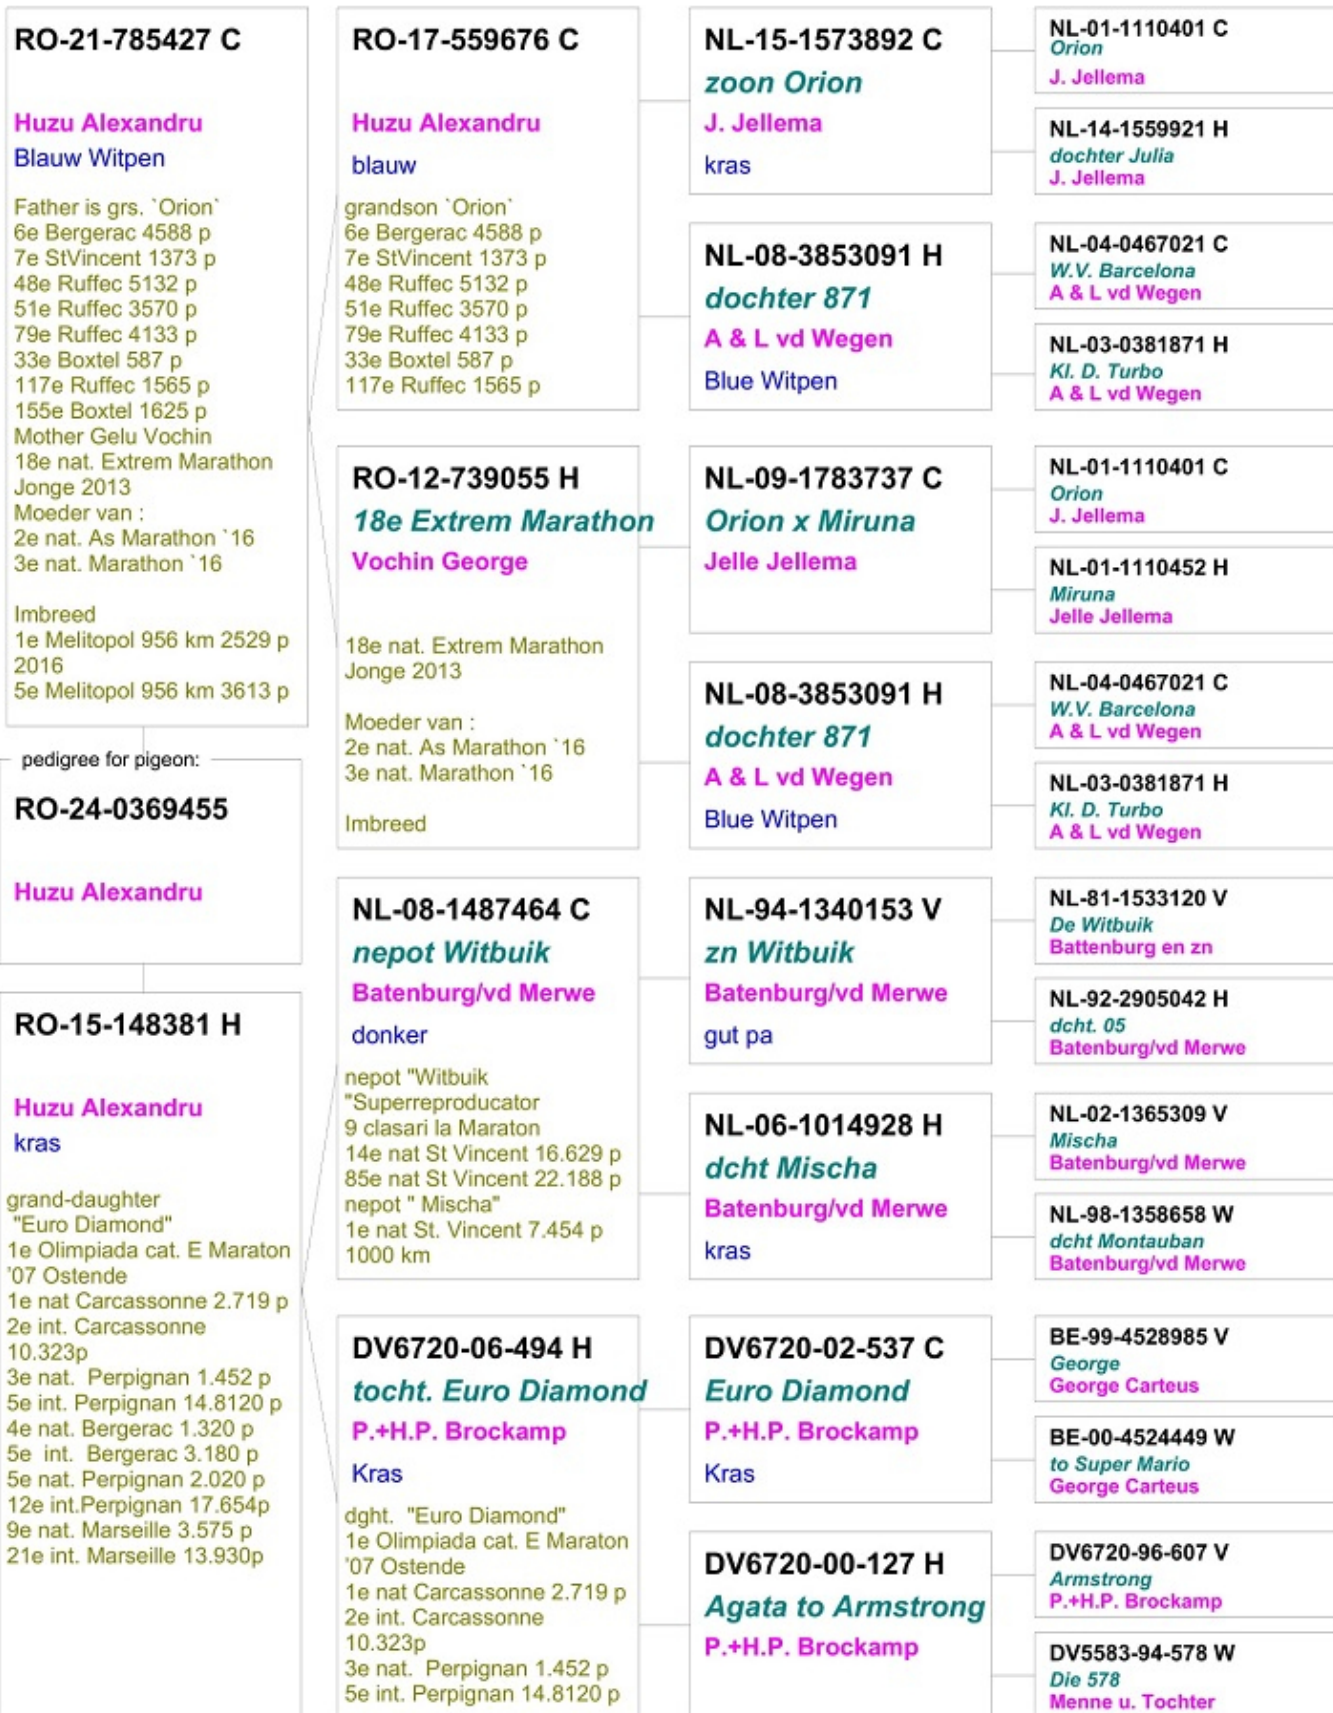 RO-21-785427 C
Huzu Alexandru
Blauw Witpen
Father is grs. `Orion`
6e Bergerac 4588 p
7e StVincent 1373 p
48e Ruffec 5132 p
51e Ruffec 3570 p
79e Ruffec 4133 p
33e Boxtel 587 p
117e Ruffec 1565 p
155e Boxtel 1625 p
Mother Gelu Vochin
18e nat. Extrem Marathon
Jonge 2013
Moeder van :
2e nat. As Marathon `16
3e nat. Marathon `16
Imbreed
1e Melitopol 956 km 2529 p
2016
5e Melitopol 956 km 3613 p
pedigree for pigeon:
RO-24-0369455
Huzu Alexandru
RO-15-148381 H
Huzu Alexandru
kras
grand-daughter
"Euro Diamond"
1e Olimpiada cat. E Maraton
'07 Ostende
1e nat Carcassonne 2.719 p
2e int. Carcassonne
10.323p
3e nat.  Perpignan 1.452 p
5e int. Perpignan 14.8120 p
4e nat. Bergerac 1.320 p
5e  int.  Bergerac 3.180 p
5e nat. Perpignan 2.020 p
12e int.Perpignan 17.654p
9e nat. Marseille 3.575 p
21e int. Marseille 13.930p
RO-17-559676 C
Huzu Alexandru
blauw
grandson `Orion`
6e Bergerac 4588 p
7e StVincent 1373 p
48e Ruffec 5132 p
51e Ruffec 3570 p
79e Ruffec 4133 p
33e Boxtel 587 p
117e Ruffec 1565 p
RO-12-739055 H
18e Extrem Marathon
Vochin George
18e nat. Extrem Marathon
Jonge 2013
Moeder van :
2e nat. As Marathon `16
3e nat. Marathon `16
Imbreed
NL-08-1487464 C
nepot Witbuik
Batenburg/vd Merwe
donker
nepot "Witbuik
"Superreproducator
9 clasari la Maraton
14e nat St Vincent 16.629 p
85e nat St Vincent 22.188 p
nepot " Mischa"
1e nat St. Vincent 7.454 p
1000 km
DV6720-06-494 H
tocht. Euro Diamond
P.+H.P. Brockamp
Kras
dght.  "Euro Diamond"
1e Olimpiada cat. E Maraton
'07 Ostende
1e nat Carcassonne 2.719 p
2e int. Carcassonne
10.323p
3e nat.  Perpignan 1.452 p
5e int. Perpignan 14.8120 p
NL-15-1573892 C
zoon Orion
J. Jellema
kras
NL-08-3853091 H
dochter 871
A & L vd Wegen
Blue Witpen
NL-09-1783737 C
Orion x Miruna
Jelle Jellema
NL-08-3853091 H
dochter 871
A & L vd Wegen
Blue Witpen
NL-94-1340153 V
zn Witbuik
Batenburg/vd Merwe
gut pa
NL-06-1014928 H
dcht Mischa
Batenburg/vd Merwe
kras
DV6720-02-537 C
Euro Diamond
P.+H.P. Brockamp
Kras
DV6720-00-127 H
Agata to Armstrong
P.+H.P. Brockamp
NL-01-1110401 C
Orion
J. Jellema
NL-14-1559921 H
dochter Julia
J. Jellema
NL-04-0467021 C
W.V. Barcelona
A & L vd Wegen
NL-03-0381871 H
Kl. D. Turbo
A & L vd Wegen
NL-01-1110401 C
Orion
J. Jellema
NL-01-1110452 H
Miruna
Jelle Jellema
NL-04-0467021 C
W.V. Barcelona
A & L vd Wegen
NL-03-0381871 H
Kl. D. Turbo
A & L vd Wegen
NL-81-1533120 V
De Witbuik
Battenburg en zn
NL-92-2905042 H
dcht. 05
Batenburg/vd Merwe
NL-02-1365309 V
Mischa
Batenburg/vd Merwe
NL-98-1358658 W
dcht Montauban
Batenburg/vd Merwe
BE-99-4528985 V
George
George Carteus
BE-00-4524449 W
to Super Mario
George Carteus
DV6720-96-607 V
Armstrong
P.+H.P. Brockamp
DV5583-94-578 W
Die 578
Menne u. Tochter